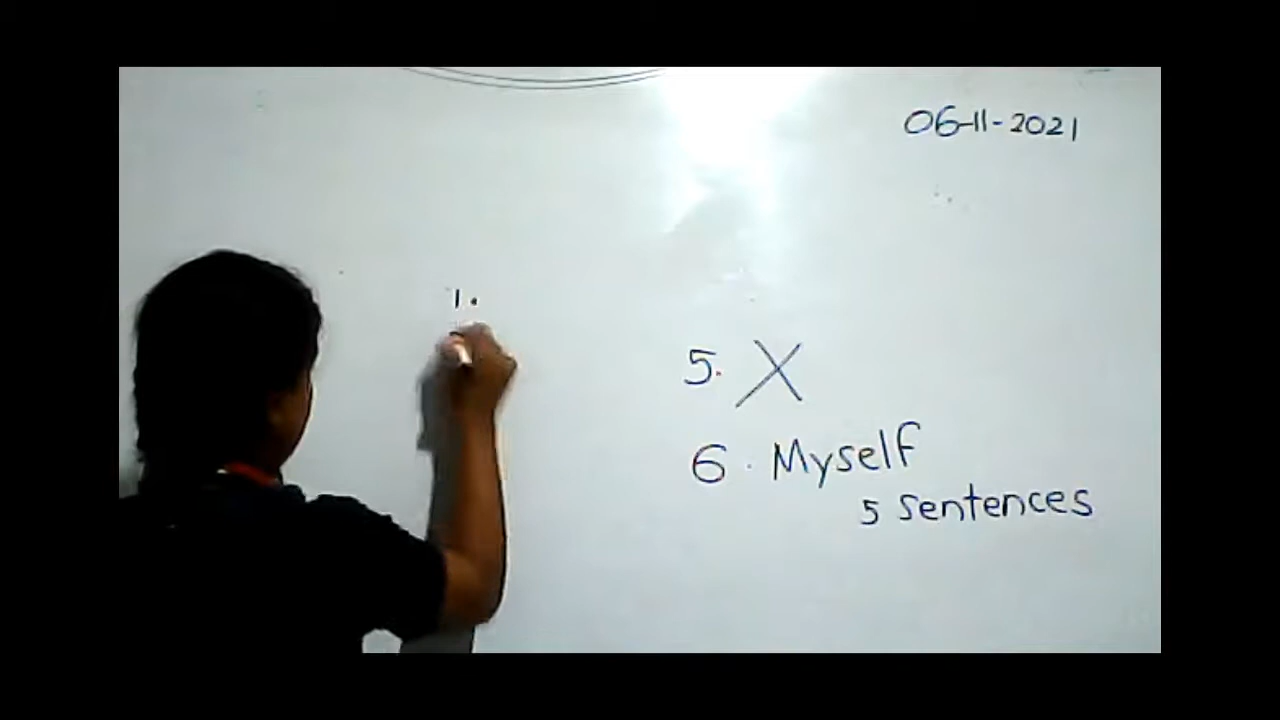 06-11-2021
1.
5. X
6. Myself
5 sentences